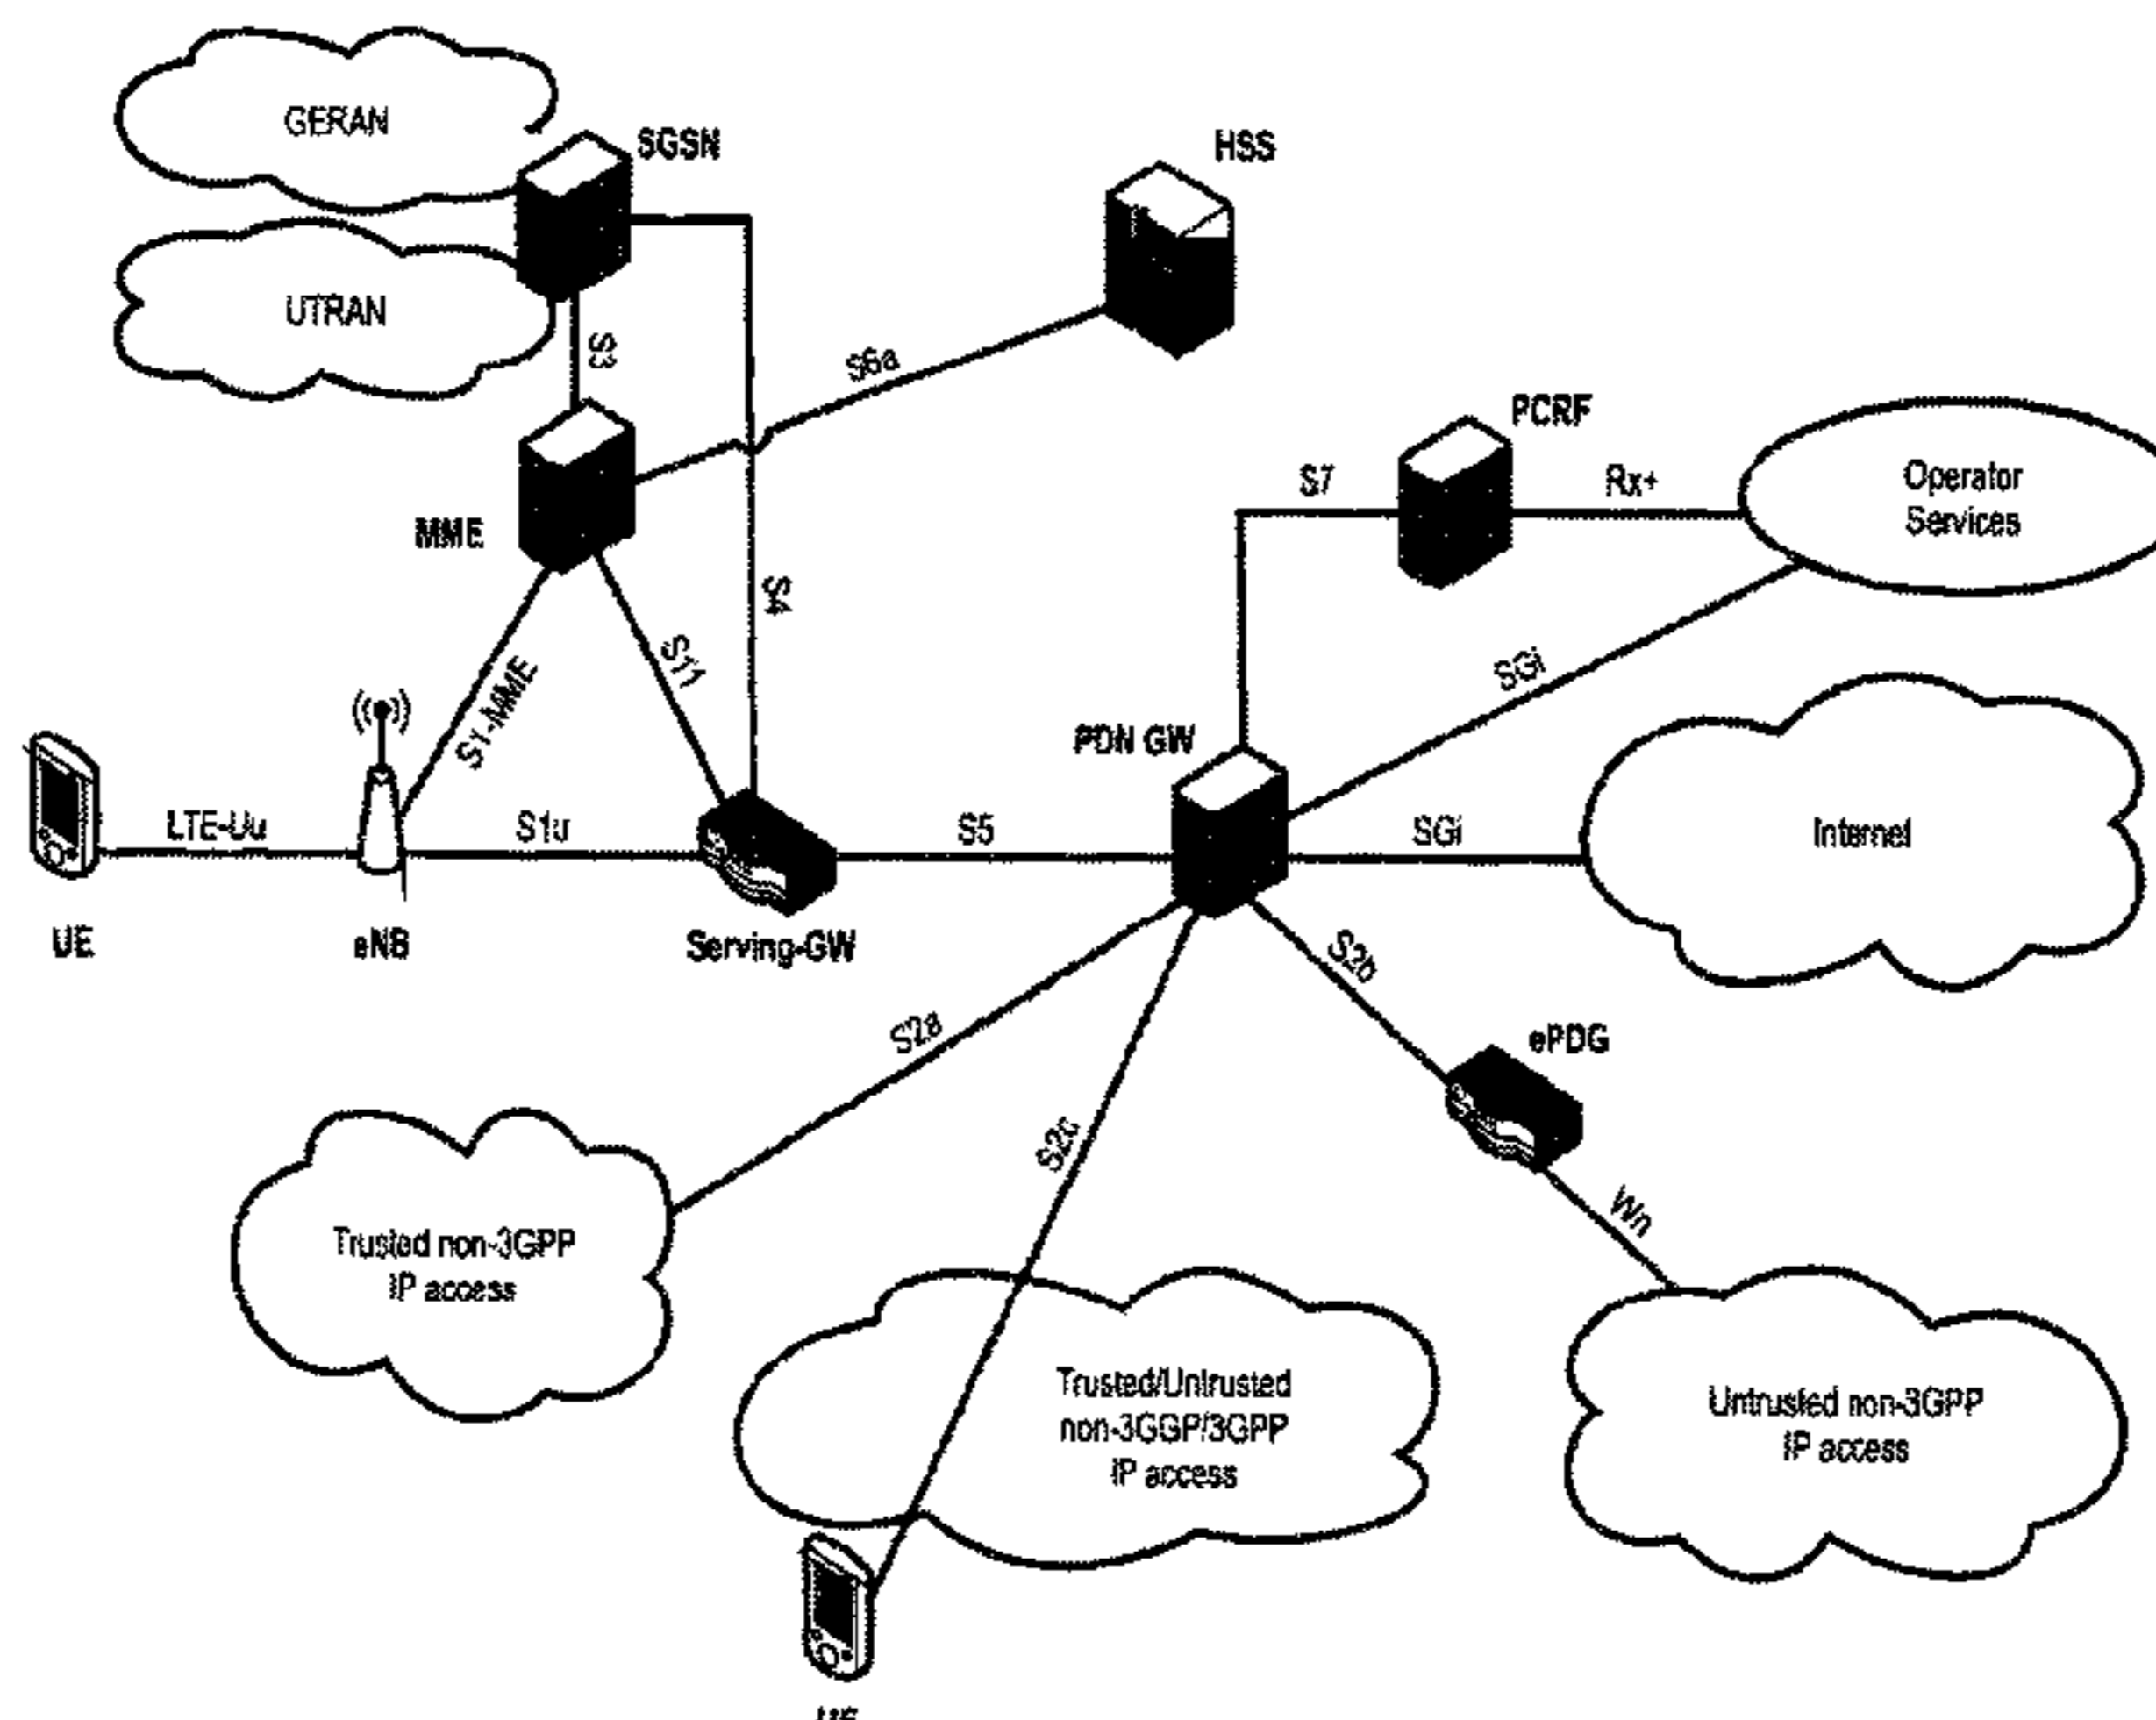 GERAN
SGSN
HSS
UTRAN
S3
S6a
PCRF
MME
S7
Rx+
Operator
Services
S4
S11
S1-MME
SGi
PDN GW
LTE-Uu
S1u
S5
SGi
Internet
UE
eNB
Serving-GW
S2b
S2a
ePDG
S2c
Wn
Trusted non-3GPP
IP access
Trusted/Untrusted
non-3GGP/3GPP
IP access
Untrusted non-3GPP
IP access